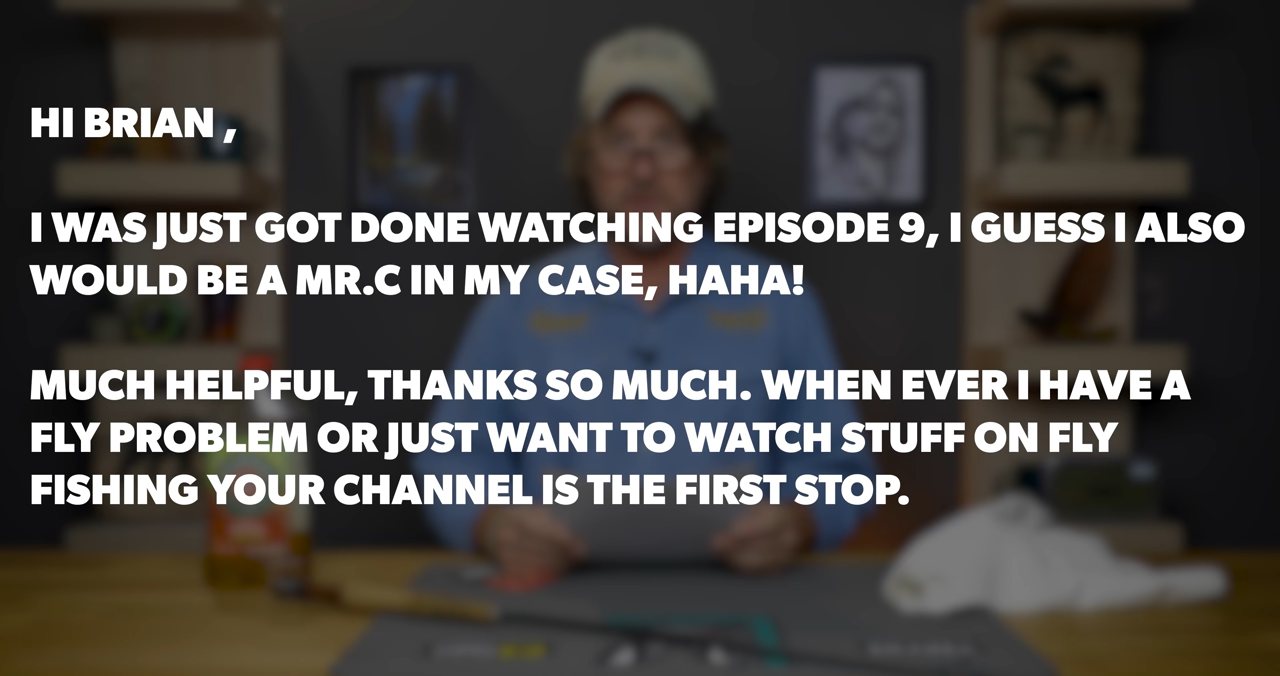 HI BRIAN ,
I WAS JUST GOT DONE WATCHING EPISODE 9, I GUESS I ALSO
WOULD BE A MR.C IN MY CASE, HAHA!
MUCH HELPFUL, THANKS SO MUCH. WHEN EVER I HAVE A
FLY PROBLEM OR JUST WANT TO WATCH STUFF ON FLY
FISHING YOUR CHANNEL IS THE FIRST STOP.